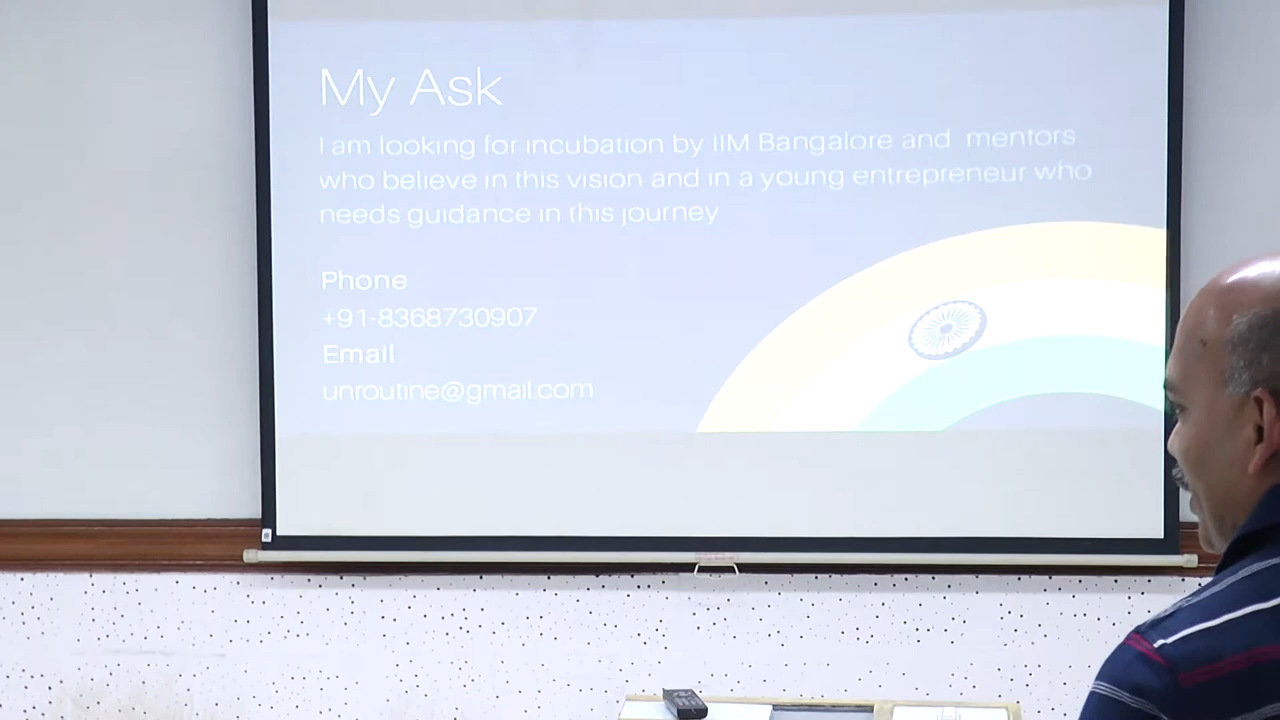 My Ask
I am looking for incubation by IIM Bangalore and mentors
who believe in this vision and in a young entrepreneur who
needs guidance in this journey
Phone
+91-8368730907
Email
unroutine@gmail.com